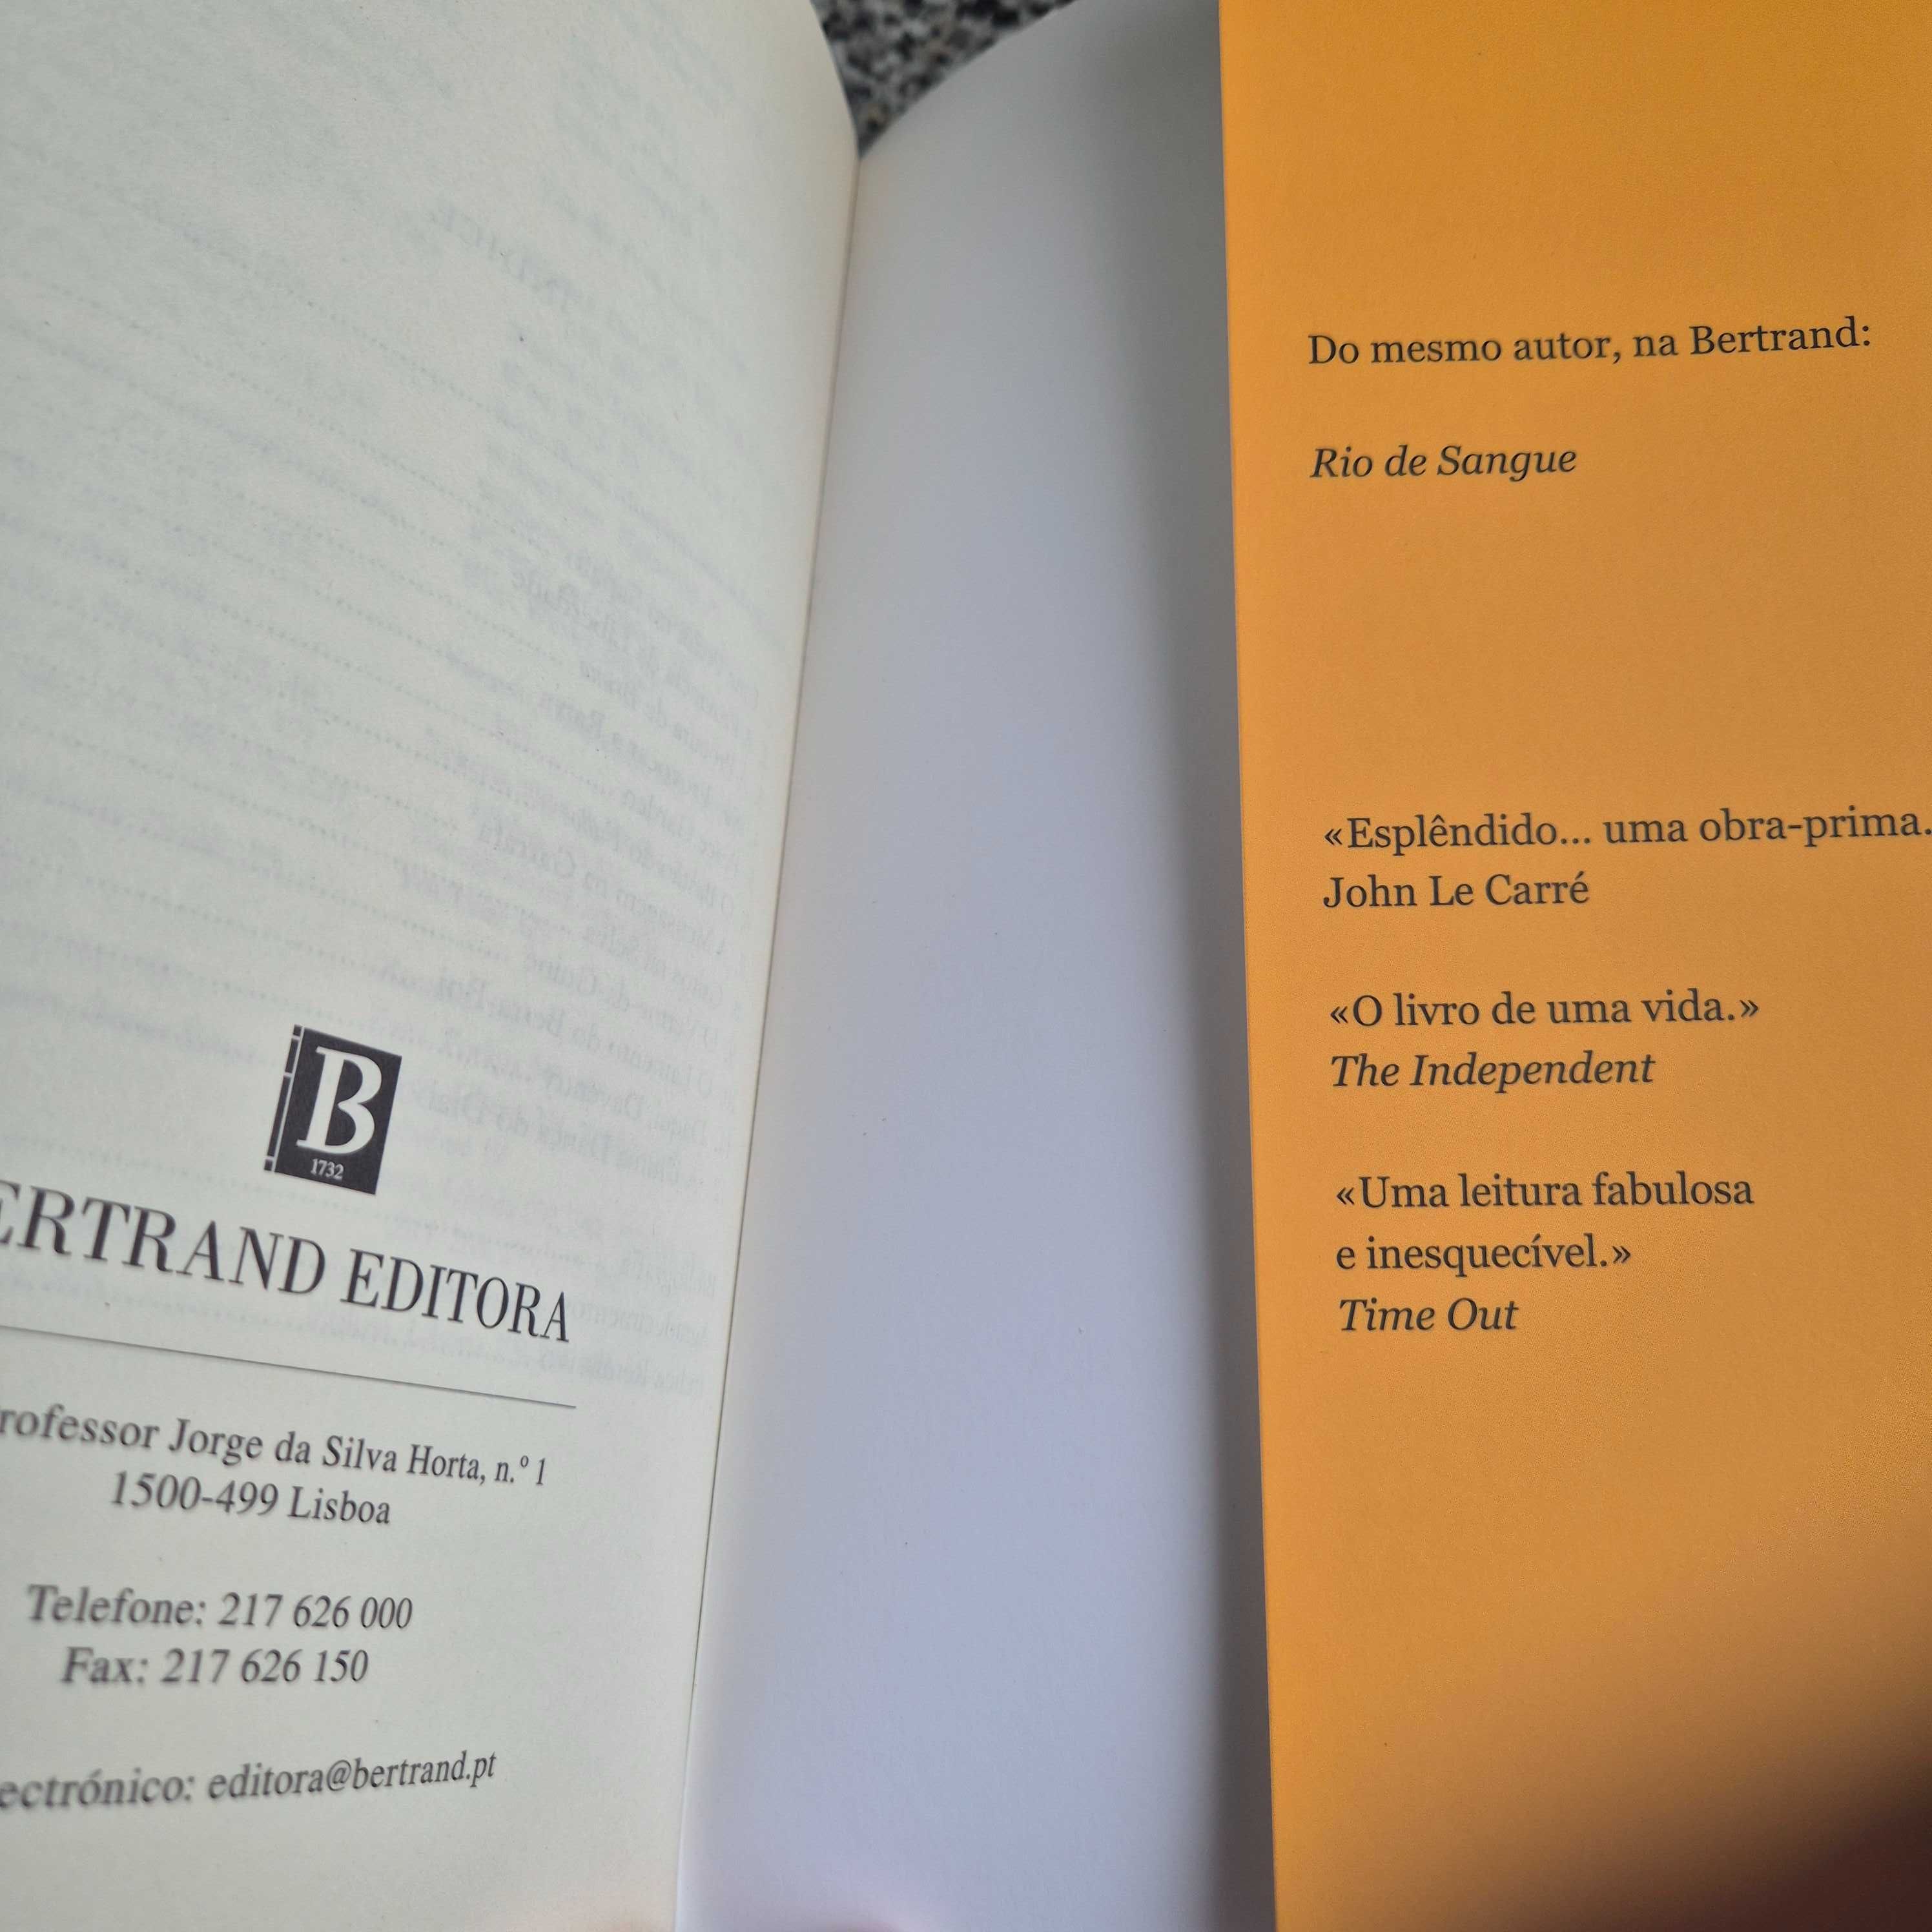 B
1732
ERTRAND EDITORA
rofessor Jorge da Silva Horta, n.º 1
1500-499 Lisboa
Telefone: 217 626 000
Fax: 217 626 150
ectrónico: editora@bertrand.pt
Do mesmo autor, na Bertrand:
Rio de Sangue
«Esplêndido... uma obra-prima.
John Le Carré
«O livro de uma vida.»
The Independent
«Uma leitura fabulosa
e inesquecível.»
Time Out